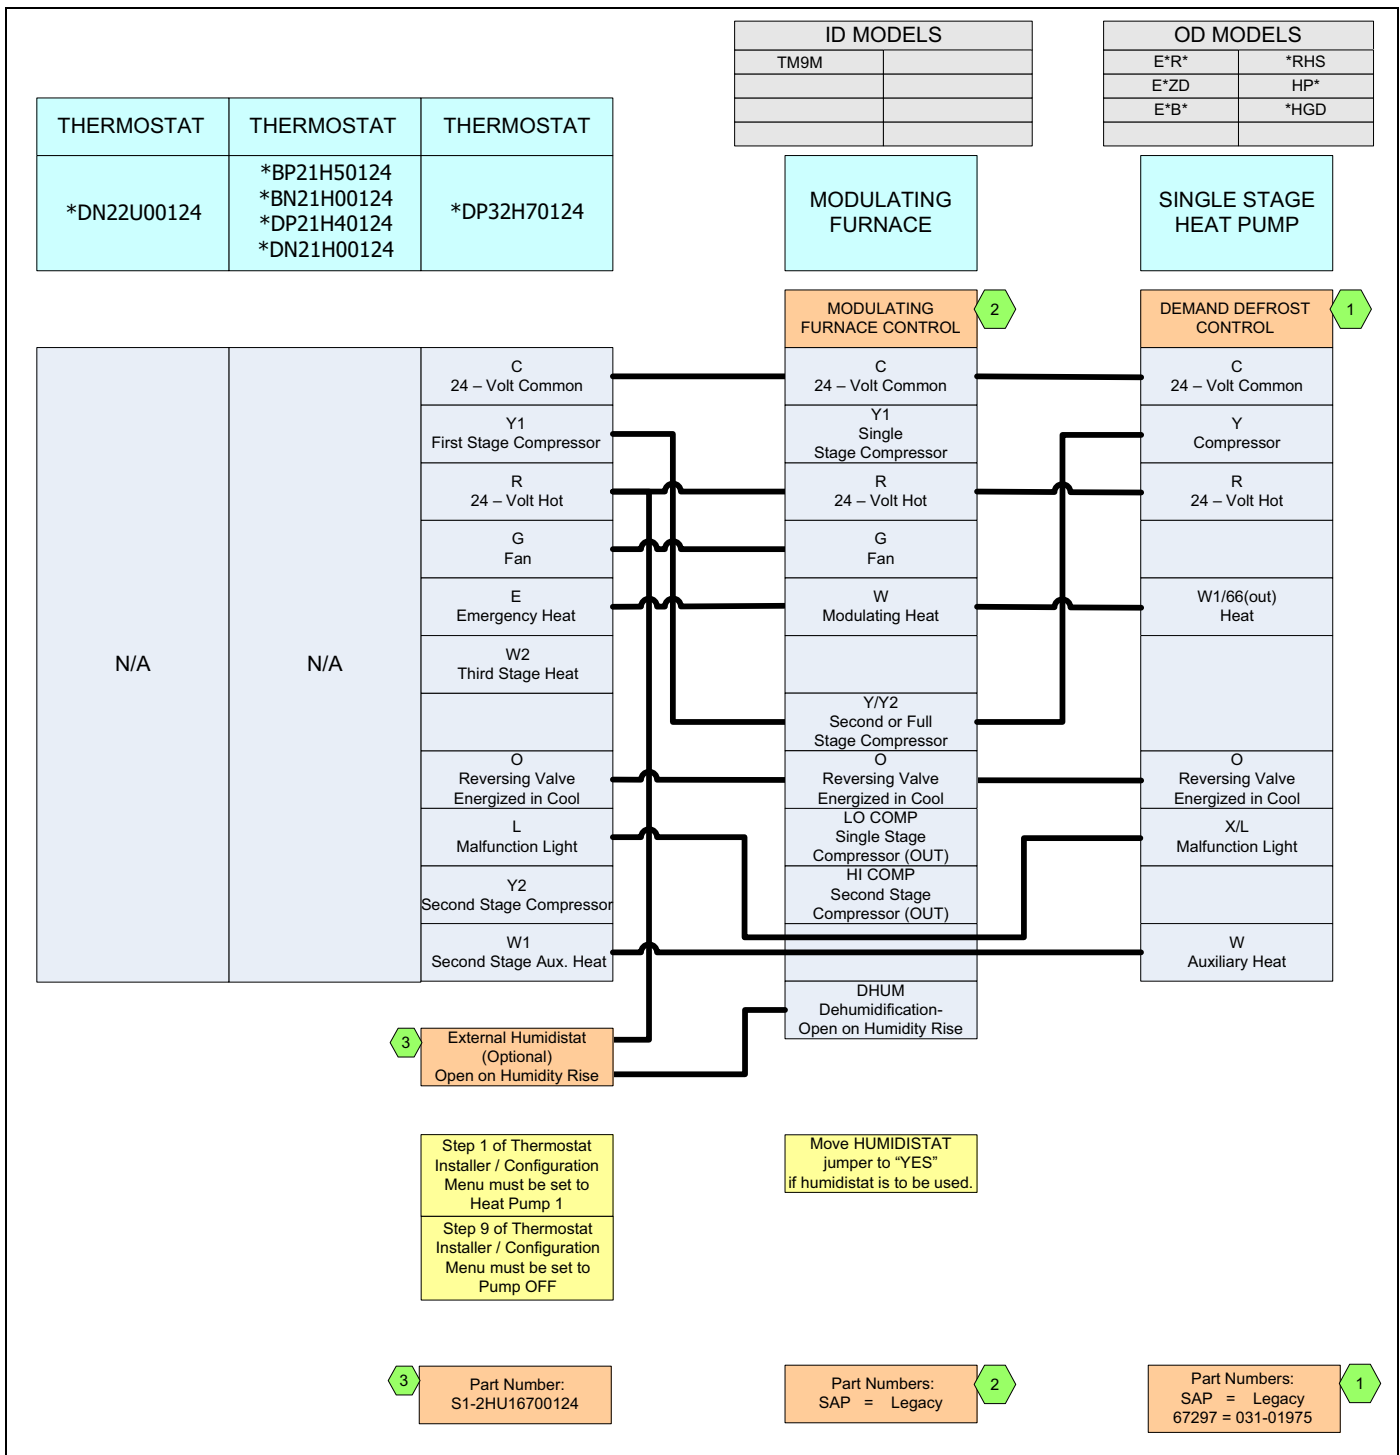 ID MODELS
TM9M
OD MODELS
E*R* *RHS
E*ZD HP*
E*B* *HGD
THERMOSTAT THERMOSTAT THERMOSTAT
*DN22U00124
*BP21H50124
*BN21H00124
*DP21H40124
*DN21H00124
*DP32H70124
MODULATING
FURNACE
SINGLE STAGE
HEAT PUMP
MODULATING
FURNACE CONTROL
2
DEMAND DEFROST
CONTROL
1
N/A
N/A
C
24 – Volt Common
Y1
First Stage Compressor
R
24 – Volt Hot
G
Fan
E
Emergency Heat
W2
Third Stage Heat
O
Reversing Valve
Energized in Cool
L
Malfunction Light
Y2
Second Stage Compressor
W1
Second Stage Aux. Heat
C
24 – Volt Common
Y1
Single
Stage Compressor
R
24 – Volt Hot
G
Fan
W
Modulating Heat
Y/Y2
Second or Full
Stage Compressor
O
Reversing Valve
Energized in Cool
LO COMP
Single Stage
Compressor (OUT)
HI COMP
Second Stage
Compressor (OUT)
DHUM
Dehumidification-
Open on Humidity Rise
C
24 – Volt Common
Y
Compressor
R
24 – Volt Hot
W1/66(out)
Heat
O
Reversing Valve
Energized in Cool
X/L
Malfunction Light
W
Auxiliary Heat
3
External Humidistat
(Optional)
Open on Humidity Rise
Step 1 of Thermostat
Installer / Configuration
Menu must be set to
Heat Pump 1
Step 9 of Thermostat
Installer / Configuration
Menu must be set to
Pump OFF
Move HUMIDISTAT
jumper to “YES”
if humidistat is to be used.
3
Part Number:
S1-2HU16700124
Part Numbers:
SAP = Legacy
2
Part Numbers:
SAP = Legacy
67297 = 031-01975
1